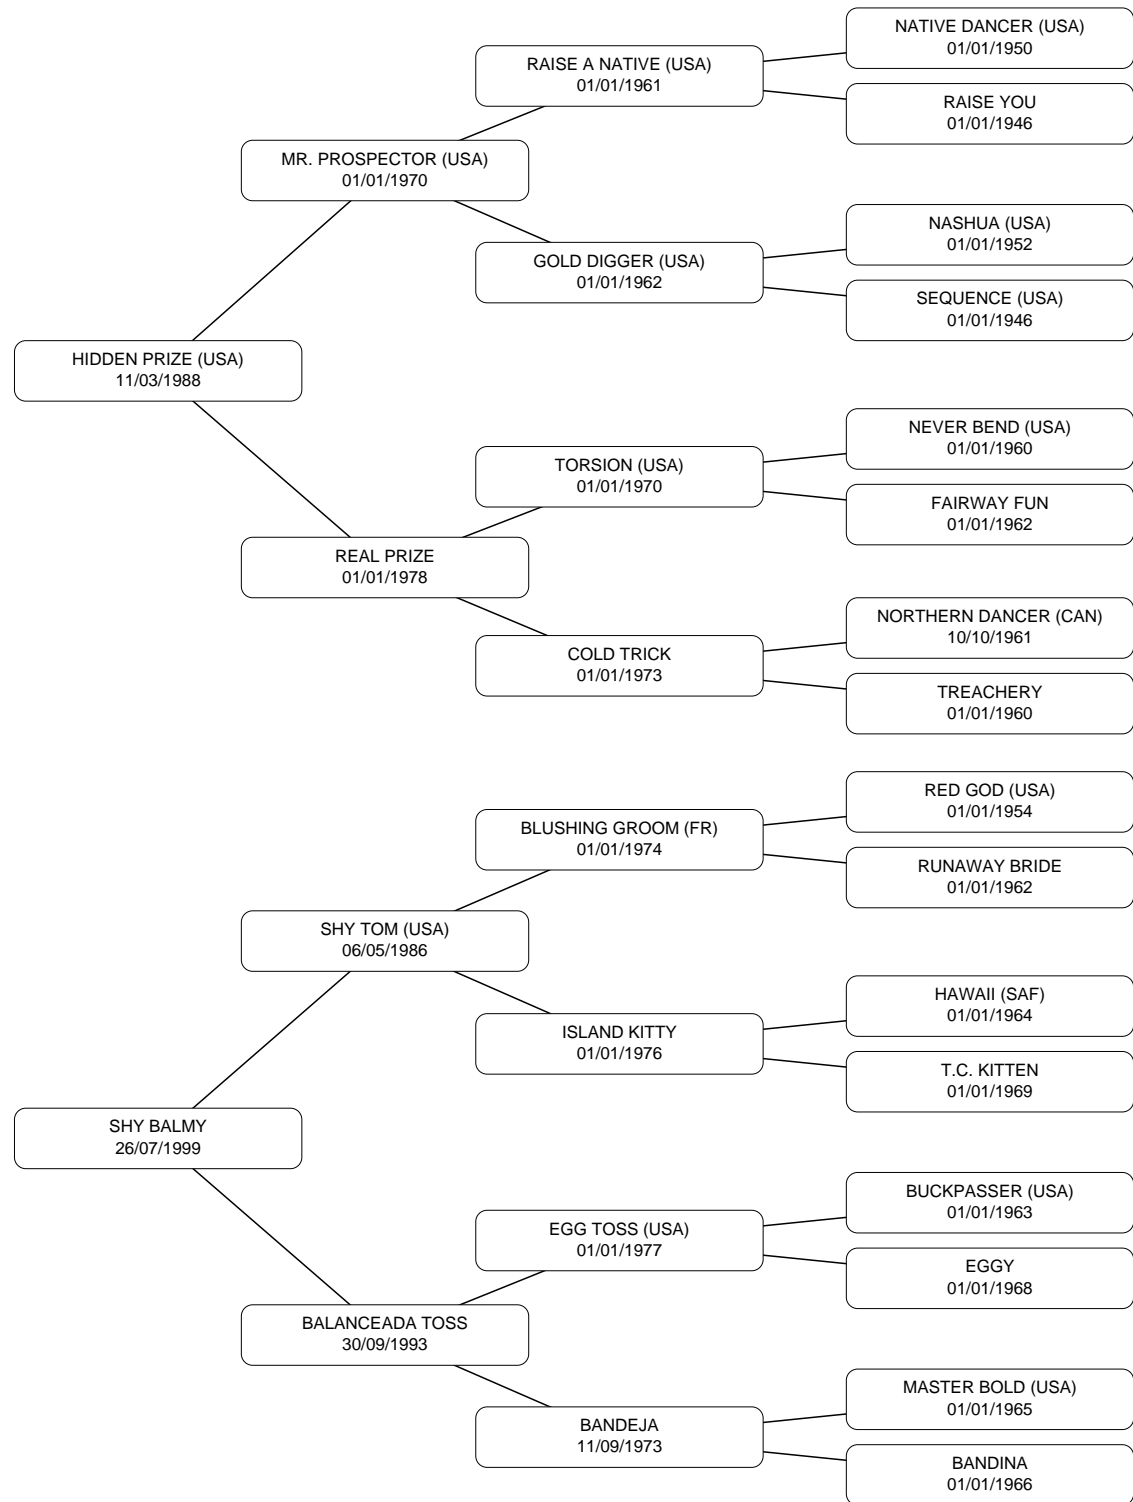 NATIVE DANCER (USA)
01/01/1950
RAISE A NATIVE (USA)
01/01/1961
RAISE YOU
01/01/1946
MR. PROSPECTOR (USA)
01/01/1970
NASHUA (USA)
01/01/1952
GOLD DIGGER (USA)
01/01/1962
SEQUENCE (USA)
01/01/1946
HIDDEN PRIZE (USA)
11/03/1988
NEVER BEND (USA)
01/01/1960
TORSION (USA)
01/01/1970
FAIRWAY FUN
01/01/1962
REAL PRIZE
01/01/1978
NORTHERN DANCER (CAN)
10/10/1961
COLD TRICK
01/01/1973
TREACHERY
01/01/1960
RED GOD (USA)
01/01/1954
BLUSHING GROOM (FR)
01/01/1974
RUNAWAY BRIDE
01/01/1962
SHY TOM (USA)
06/05/1986
HAWAII (SAF)
01/01/1964
ISLAND KITTY
01/01/1976
T.C. KITTEN
01/01/1969
SHY BALMY
26/07/1999
BUCKPASSER (USA)
01/01/1963
EGG TOSS (USA)
01/01/1977
EGGY
01/01/1968
BALANCEADA TOSS
30/09/1993
MASTER BOLD (USA)
01/01/1965
BANDEJA
11/09/1973
BANDINA
01/01/1966